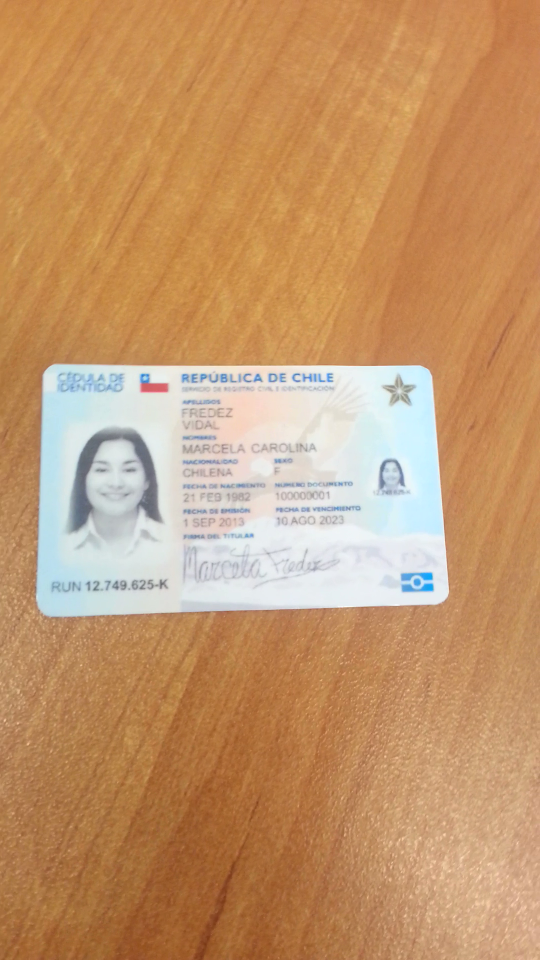 CÉDULA DE
IDENTIDAD
REPÚBLICA DE CHILE
SERVICIO DE REGISTRO CIVIL E IDENTIFICACIÓN
APELLIDOS
FREDEZ
VIDAL
NOMBRES
MARCELA CAROLINA
NACIONALIDAD SEXO
CHILENA F
FECHA DE NACIMIENTO NÚMERO DOCUMENTO
21 FEB 1982 100000001
FECHA DE EMISIÓN FECHA DE VENCIMIENTO
1 SEP 2013 10 AGO 2023
FIRMA DEL TITULAR
Marcela Fredez
RUN 12.749.625-K